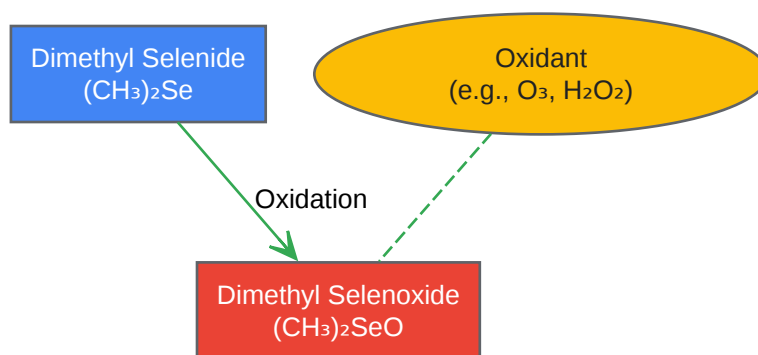 Dimethyl Selenide
(CH₃)₂Se
Oxidant
(e.g., O₃, H₂O₂)
Oxidation
Dimethyl Selenoxide
(CH₃)₂SeO